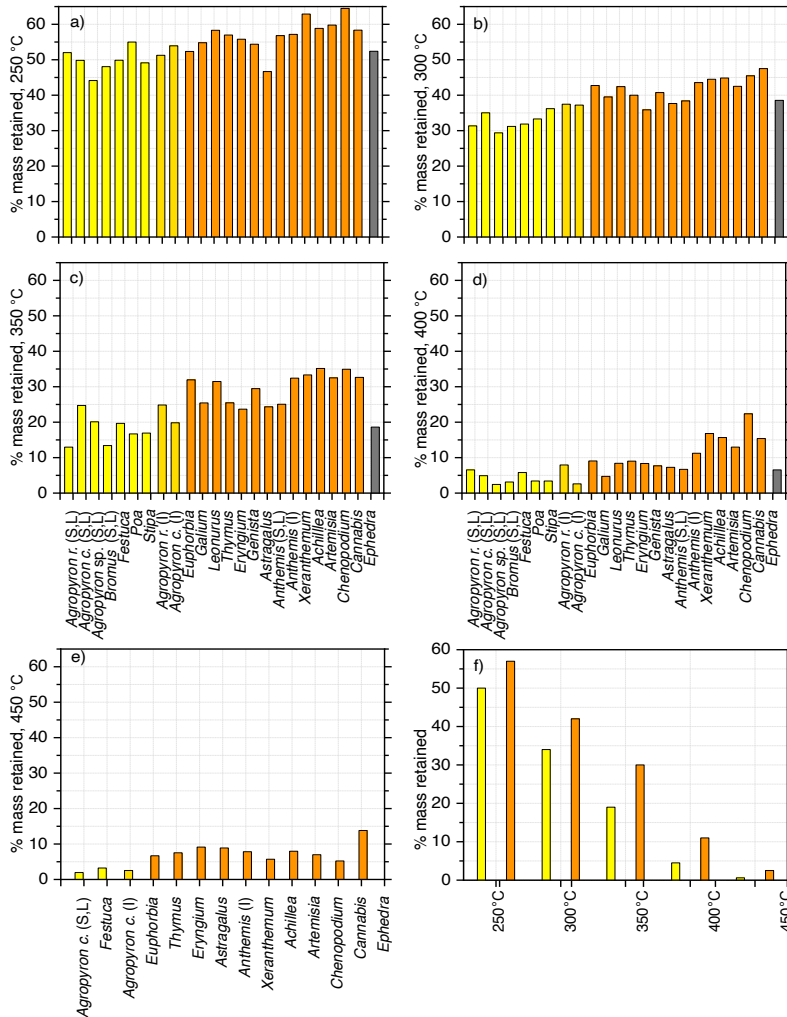 a)
% mass retained, 250 °C
60
50
40
30
20
10
0
b)
% mass retained, 300 °C
60
50
40
30
20
10
0
c)
% mass retained, 350 °C
60
50
40
30
20
10
0
Agropyron r. (S,L)
Agropyron c. (S,L)
Agropyron sp. (S,L)
Bromus (S,L)
Festuca
Poa
Stipa
Agropyron r. (I)
Agropyron c. (I)
Euphorbia
Galium
Leonurus
Thymus
Eryngium
Genista
Astragalus
Anthemis (S,L)
Anthemis (I)
Xeranthemum
Achillea
Artemisia
Chenopodium
Cannabis
Ephedra
d)
% mass retained, 400 °C
60
50
40
30
20
10
0
Agropyron r. (S,L)
Agropyron c. (S,L)
Agropyron sp. (S,L)
Bromus (S,L)
Festuca
Poa
Stipa
Agropyron r. (I)
Agropyron c. (I)
Euphorbia
Galium
Leonurus
Thymus
Eryngium
Genista
Astragalus
Anthemis (S,L)
Anthemis (I)
Xeranthemum
Achillea
Artemisia
Chenopodium
Cannabis
Ephedra
e)
% mass retained, 450 °C
60
50
40
30
20
10
0
Agropyron c. (S,L)
Festuca
Agropyron c. (I)
Euphorbia
Thymus
Eryngium
Astragalus
Anthemis (I)
Xeranthemum
Achillea
Artemisia
Chenopodium
Cannabis
Ephedra
f)
% mass retained
60
50
40
30
20
10
0
250°C
300°C
350°C
400°C
450°C